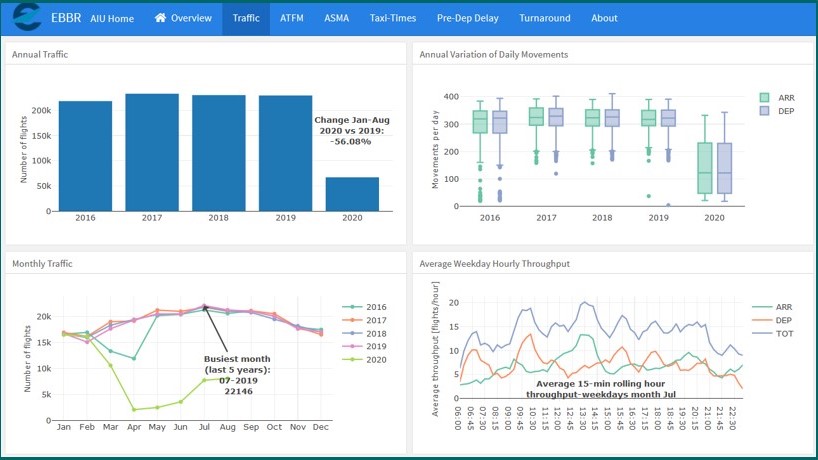 EBBR AIU Home Overview Traffic ATFM ASMA Taxi-Times Pre-Dep Delay Turnaround About
Annual Traffic
Number of flights
200k
150k
100k
50k
0
2016 2017 2018 2019 2020
Change Jan-Aug
2020 vs 2019:
-56.08%
Annual Variation of Daily Movements
Movements per day
400
300
200
100
0
2016 2017 2018 2019 2020
ARR
DEP
Monthly Traffic
Number of flights
20k
15k
10k
5k
0
Jan Feb Mar Apr May Jun Jul Aug Sep Oct Nov Dec
Busiest month
(last 5 years):
07-2019
22146
2016
2017
2018
2019
2020
Average Weekday Hourly Throughput
Average throughput [flights/hour]
20
15
10
5
0
06:00 06:45 07:30 08:15 09:00 09:45 10:30 11:15 12:00 12:45 13:30 14:15 15:00 15:45 16:30 17:15 18:00 18:45 19:30 20:15 21:00 21:45 22:30
Average 15-min rolling hour
throughput-weekdays month Jul
ARR
DEP
TOT